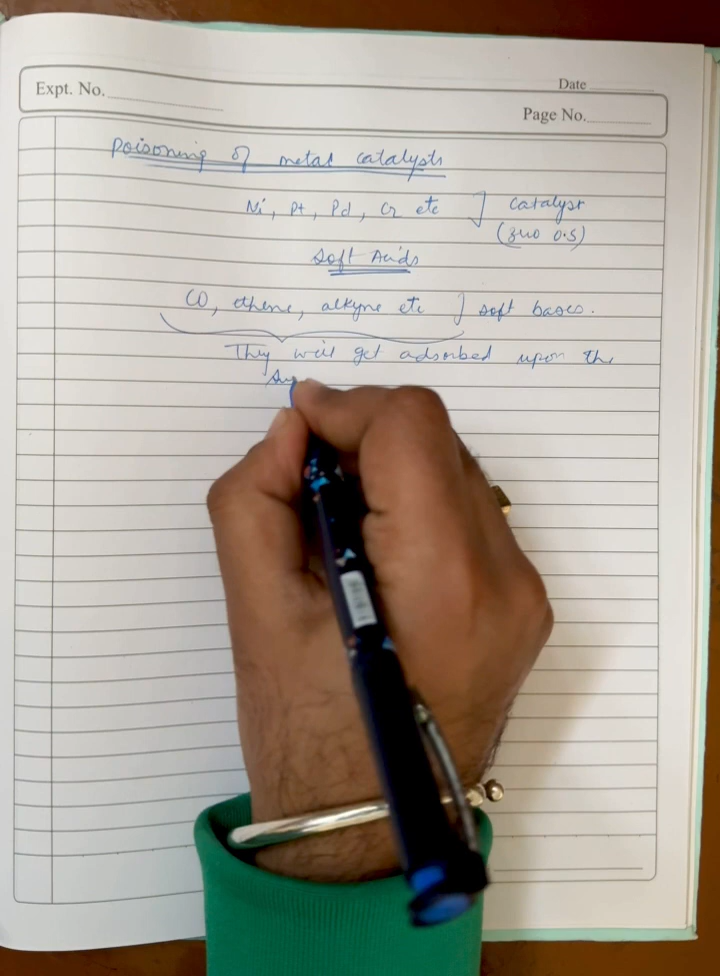 Expt. No.
Date
Page No.
Poisoning of metal catalysts
Ni, Pt, Pd, Cr etc ] Catalyst
(zero O.S)
Soft Acids
CO, ethene, alkyne etc } soft bases.
They will get adsorbed upon the